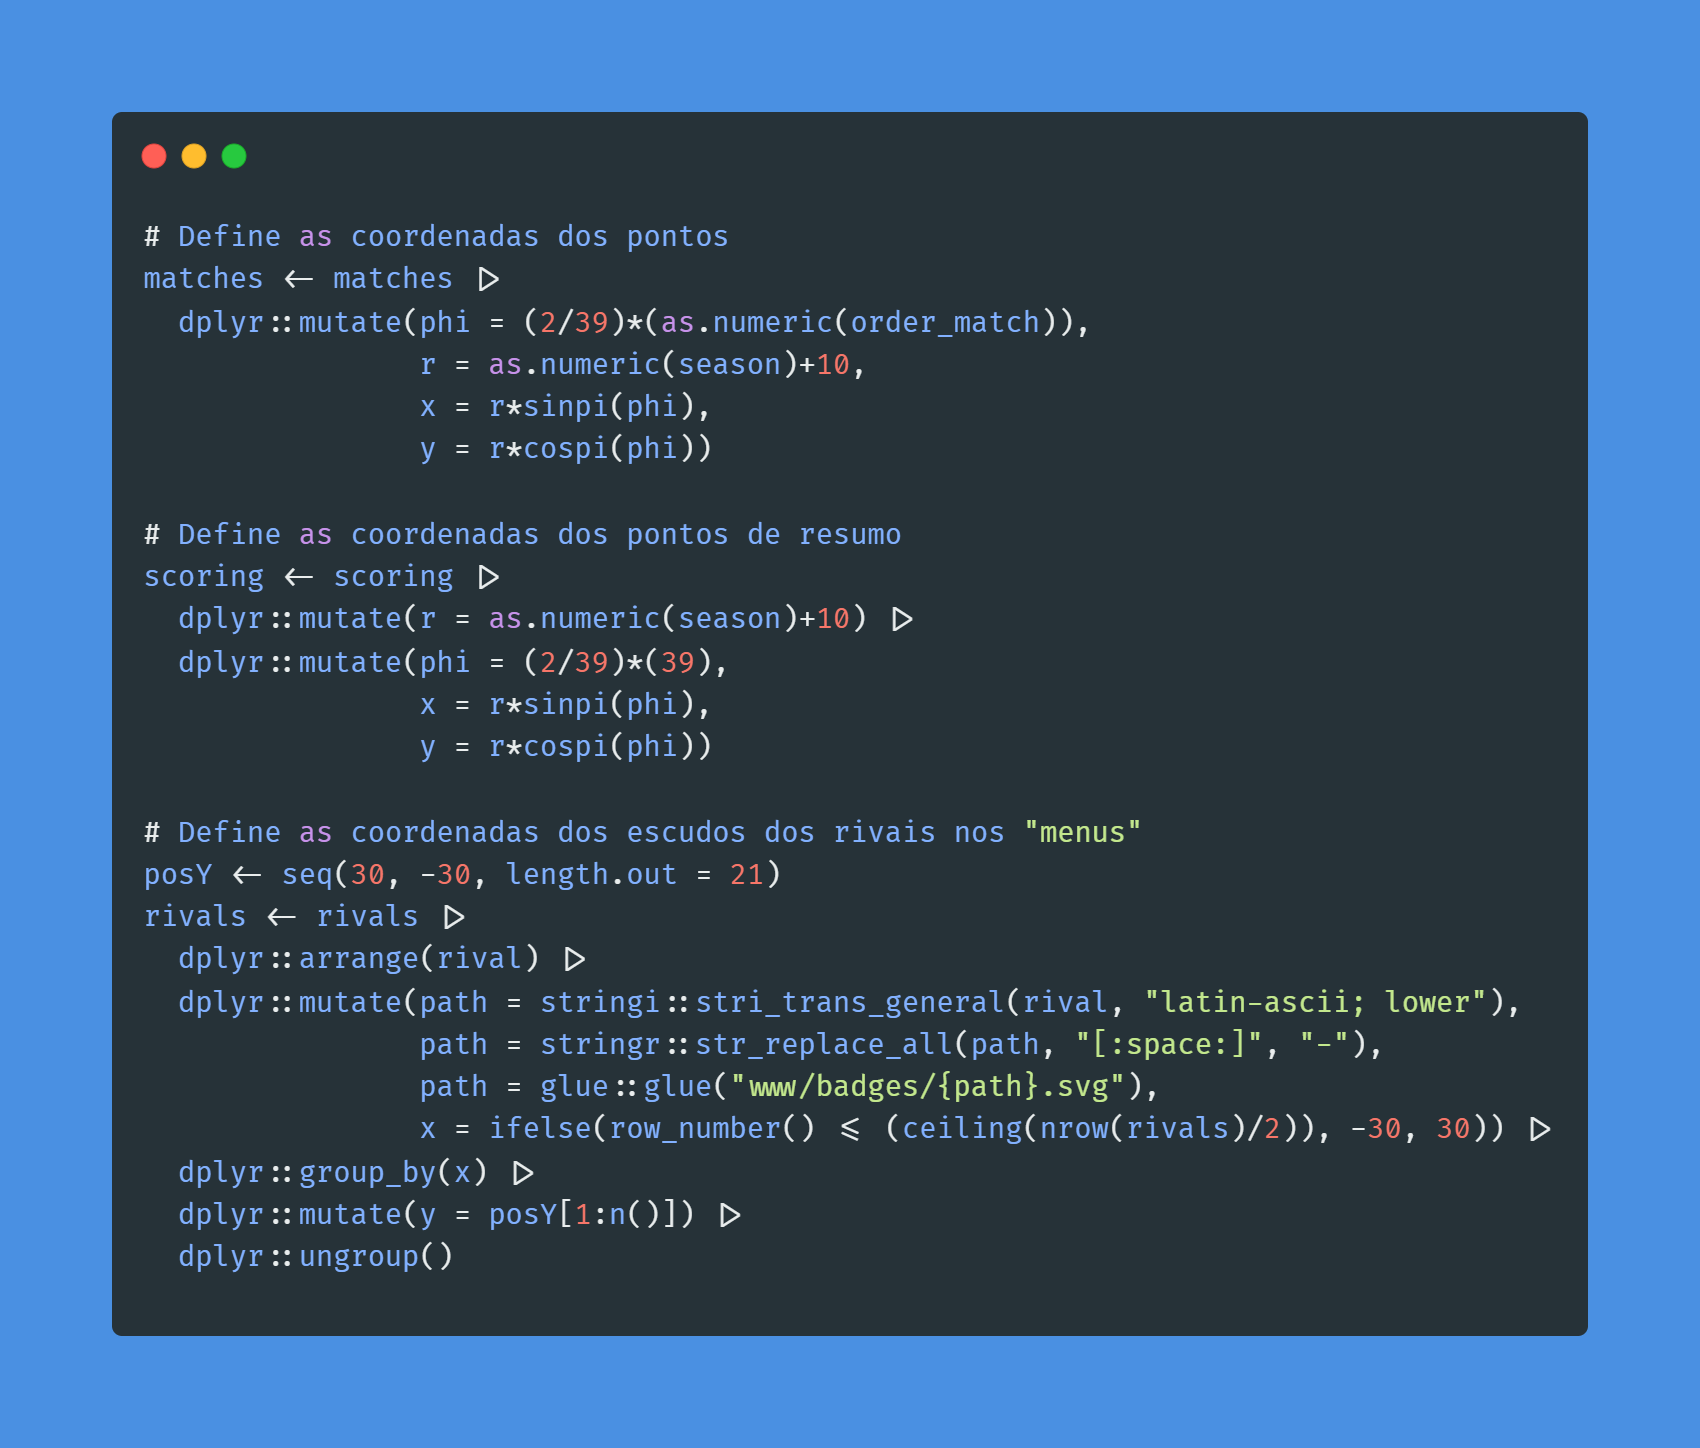 # Define as coordenadas dos pontos
matches <- matches |>
  dplyr::mutate(phi = (2/39)*(as.numeric(order_match)),
                r = as.numeric(season)+10,
                x = r*sinpi(phi),
                y = r*cospi(phi))

# Define as coordenadas dos pontos de resumo
scoring <- scoring |>
  dplyr::mutate(r = as.numeric(season)+10) |>
  dplyr::mutate(phi = (2/39)*(39),
                x = r*sinpi(phi),
                y = r*cospi(phi))

# Define as coordenadas dos escudos dos rivais nos "menus"
posY <- seq(30, -30, length.out = 21)
rivals <- rivals |>
  dplyr::arrange(rival) |>
  dplyr::mutate(path = stringi::stri_trans_general(rival, "latin-ascii; lower"),
                path = stringr::str_replace_all(path, "[:space:]", "-"),
                path = glue::glue("www/badges/{path}.svg"),
                x = ifelse(row_number() <= (ceiling(nrow(rivals)/2)), -30, 30)) |>
  dplyr::group_by(x) |>
  dplyr::mutate(y = posY[1:n()]) |>
  dplyr::ungroup()